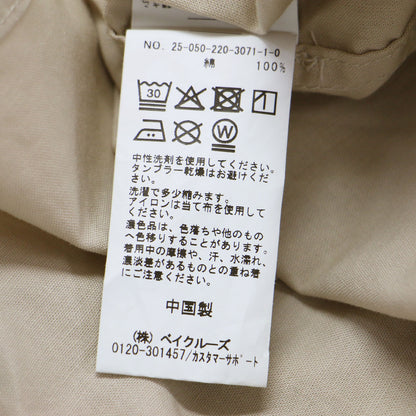 NO. 25-050-220-3071-1-0
綿 100%
30
W
中性洗剤を使用してください。
タンブラー乾燥はお避けください。
洗濯で多少縮みます。
アイロンは当て布を使用してください。
濃色品は、色落ちや他のものへ色移りすることがあります。
着用中の摩擦や、汗、水濡れ、濃淡差があるものとの重ね着にご注意ください。
中国製
(株) ベイクルーズ
0120-301457/カスタマーサポート